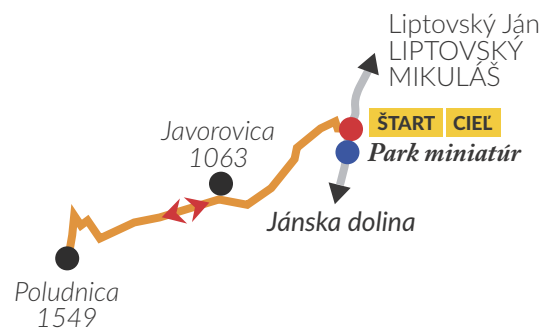 Liptovský Ján
LIPTOVSKÝ
MIKULÁŠ
ŠTART CIEĽ
Park miniatúr
Javorovica
1063
Jánska dolina
Poludnica
1549